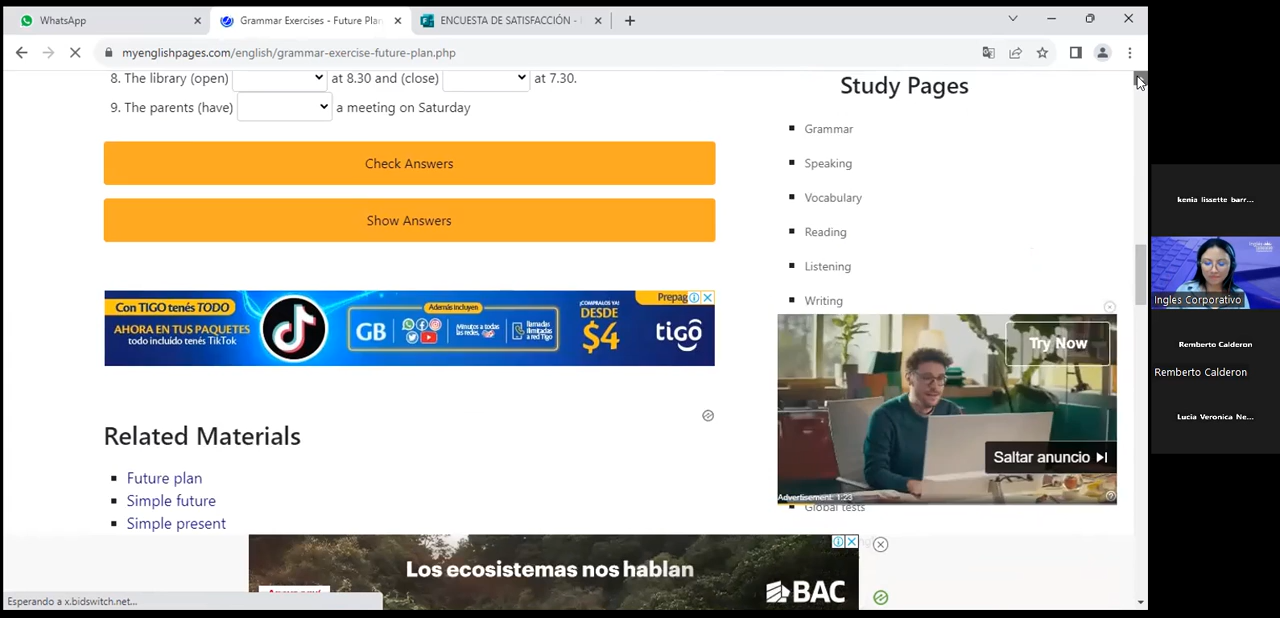 WhatsApp
Grammar Exercises - Future Plan
ENCUESTA DE SATISFACCIÓN -
myenglishpages.com/english/grammar-exercise-future-plan.php
8. The library (open) at 8.30 and (close) at 7.30.
9. The parents (have) a meeting on Saturday
Check Answers
Show Answers
Con TIGO tenés TODO
AHORA EN TUS PAQUETES
todo incluido tenés TikTok
Además incluyen
GB
Minutos a todas
las redes,
llamadas
ilimitadas
a red Tigo
¡COMPRALOS YA!
DESDE
$4
Prepag
tigo
Related Materials
Future plan
Simple future
Simple present
Study Pages
Grammar
Speaking
Vocabulary
Reading
Listening
Writing
Try Now
Saltar anuncio
Advertisement: 1:23
Global tests
Los ecosistemas nos hablan
BAC
Esperando a x.bidswitch.net...
kenia lissette barr...
Ingles Corporativo
Remberto Calderon
Remberto Calderon
Lucia Veronica Ne...